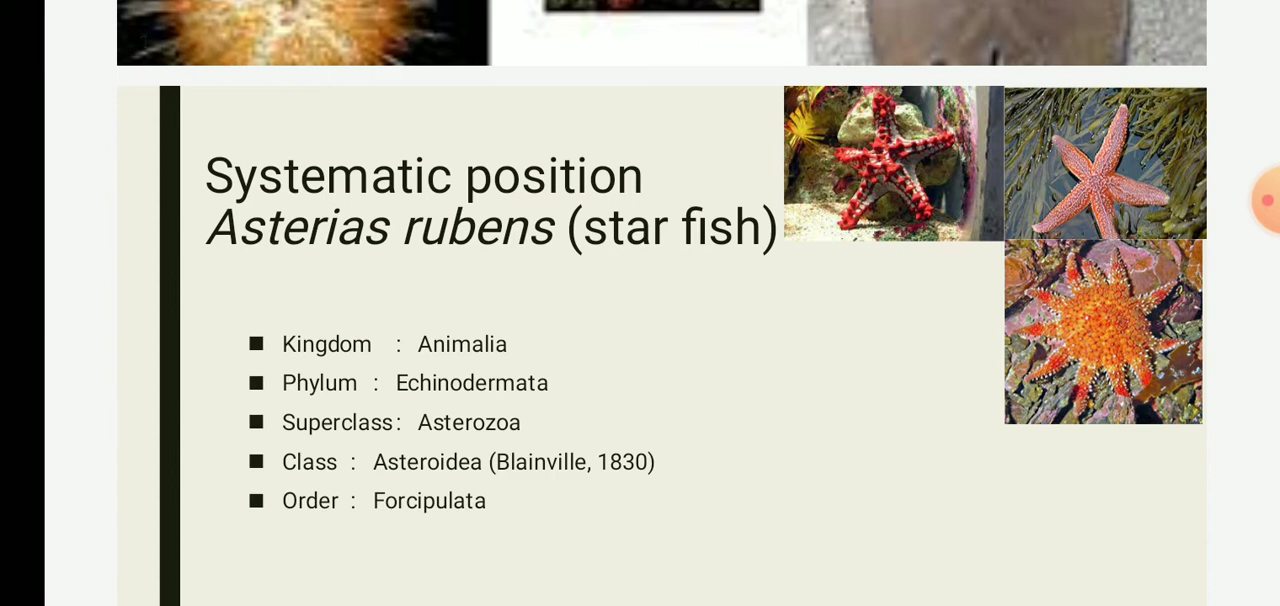 Systematic position
Asterias rubens (star fish)
■ Kingdom : Animalia
■ Phylum : Echinodermata
■ Superclass : Asterozoa
■ Class : Asteroidea (Blainville, 1830)
■ Order : Forcipulata